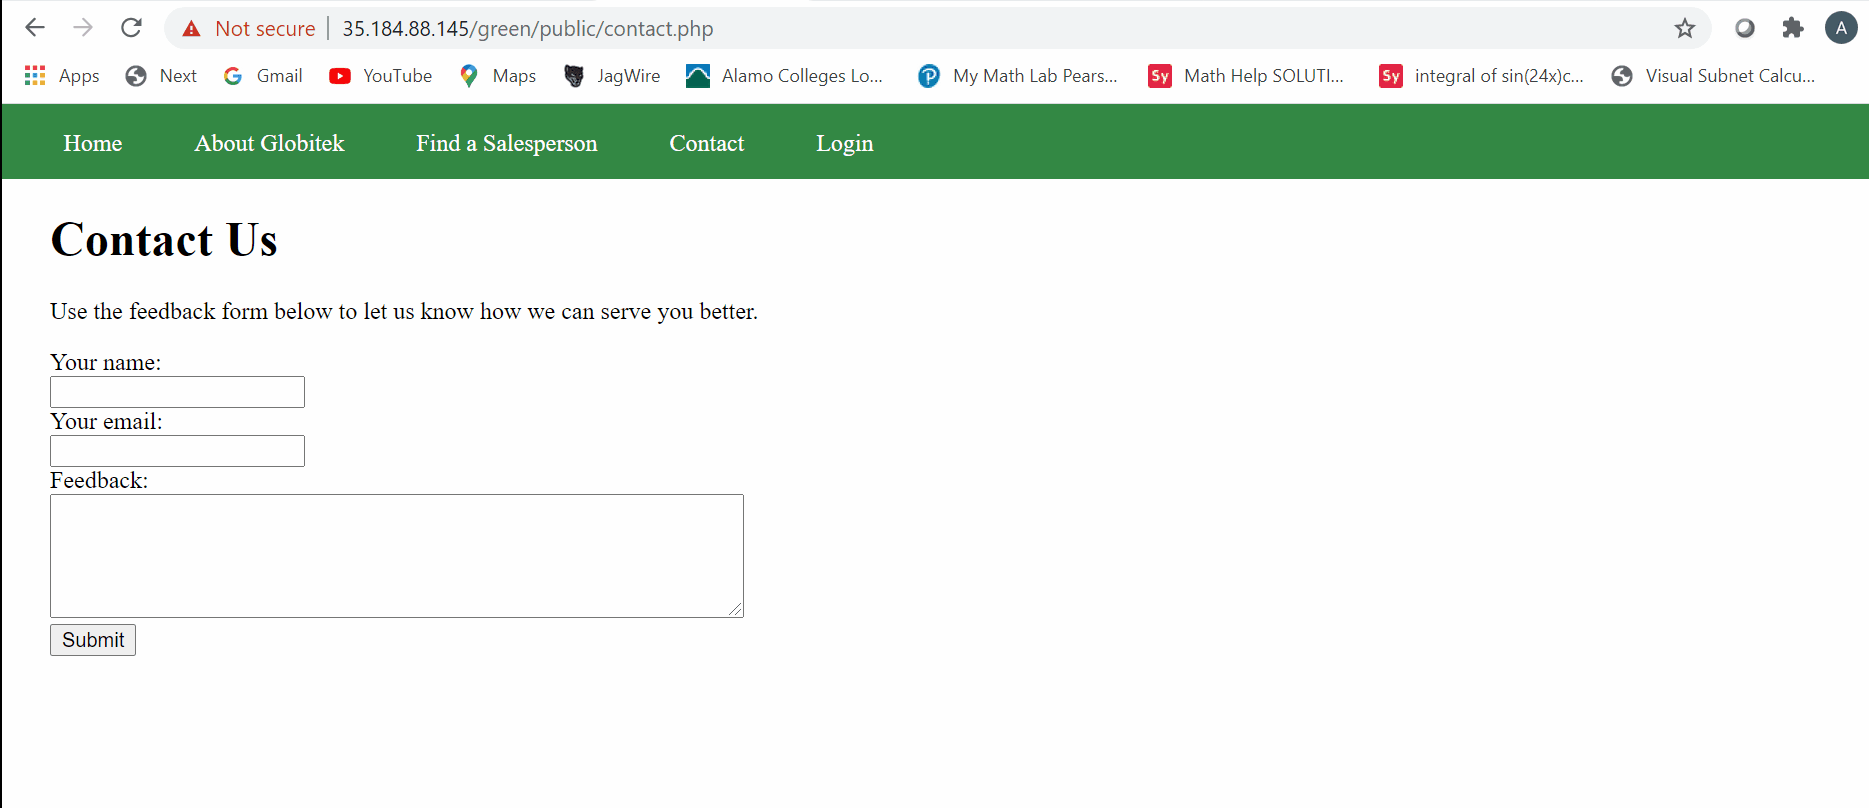 Not secure | 35.184.88.145/green/public/contact.php A
Apps Next Gmail YouTube Maps JagWire Alamo Colleges Lo... My Math Lab Pears... Sy Math Help SOLUTI... Sy integral of sin(24x)c... Visual Subnet Calcu...
Home About Globitek Find a Salesperson Contact Login
Contact Us
Use the feedback form below to let us know how we can serve you better.
Your name:
Your email:
Feedback:
Submit